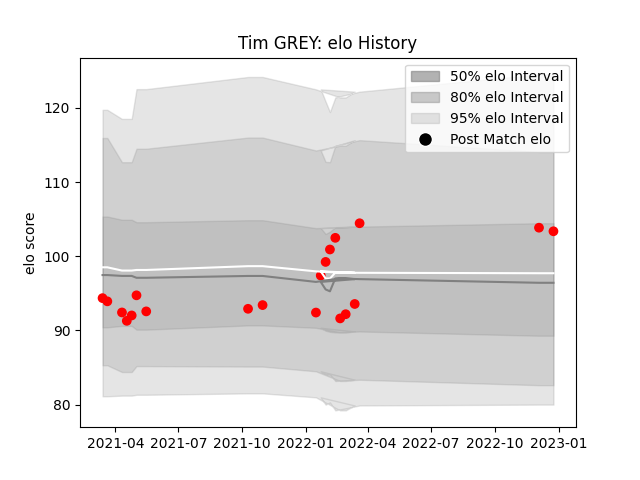 Tim GREY: elo History
50% elo Interval
80% elo Interval
95% elo Interval
Post Match elo
elo score
120
110
100
90
80
2021-04 2021-07 2021-10 2022-01 2022-04 2022-07 2022-10 2023-01